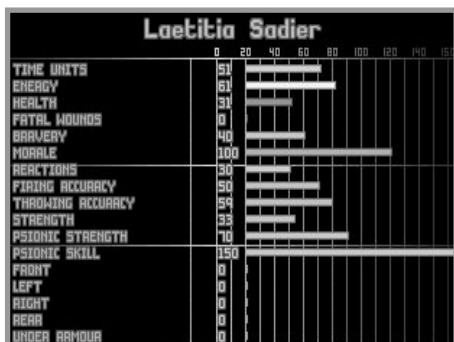 Laetitia Sadier
0 20 40 60 80 100 120 140
TIME UNITS 51
ENERGY 61
HEALTH 31
FATAL WOUNDS 0
BRAVERY 40
MORALE 100
REACTIONS 30
FIRING ACCURACY 50
THROWING ACCURACY 59
STRENGTH 33
PSIONIC STRENGTH 70
PSIONIC SKILL 150
FRONT 0
LEFT 0
RIGHT 0
REAR 0
UNDER ARMOUR 0